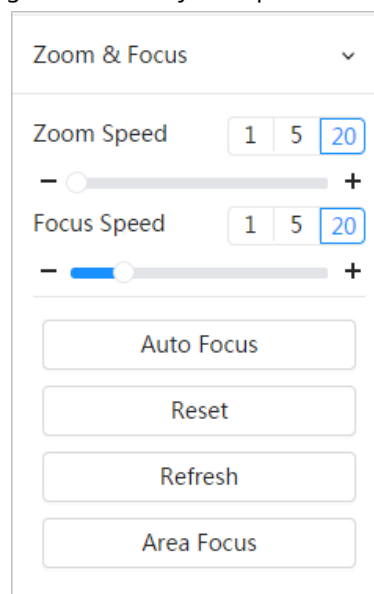 Zoom & Focus
Zoom Speed 1 5 20
− +
Focus Speed 1 5 20
− +
Auto Focus
Reset
Refresh
Area Focus